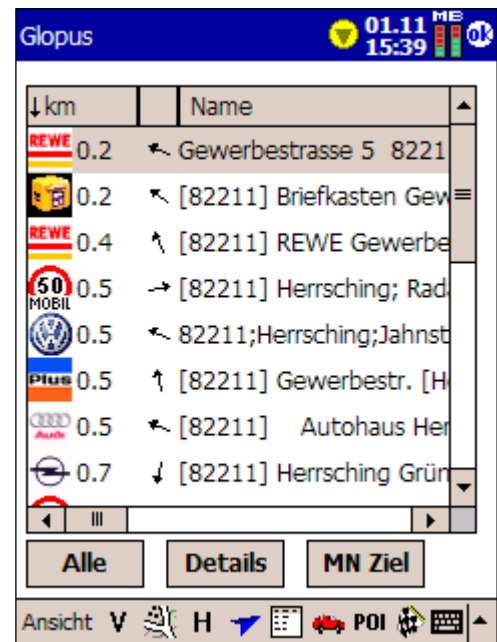 Glopus 01.11 15:39 MB ok
↓km Name
REWE 0.2 Gewerbestrasse 5 8221
0.2 [82211] Briefkasten Gew
REWE 0.4 [82211] REWE Gewerbe
50 MOBIL 0.5 [82211] Herrsching; Rad
0.5 82211;Herrsching;Jahnst
Plus 0.5 [82211] Gewerbestr. [H
Audi 0.5 [82211] Autohaus Her
0.7 [82211] Herrsching Grün
Alle Details MN Ziel
Ansicht V H POI